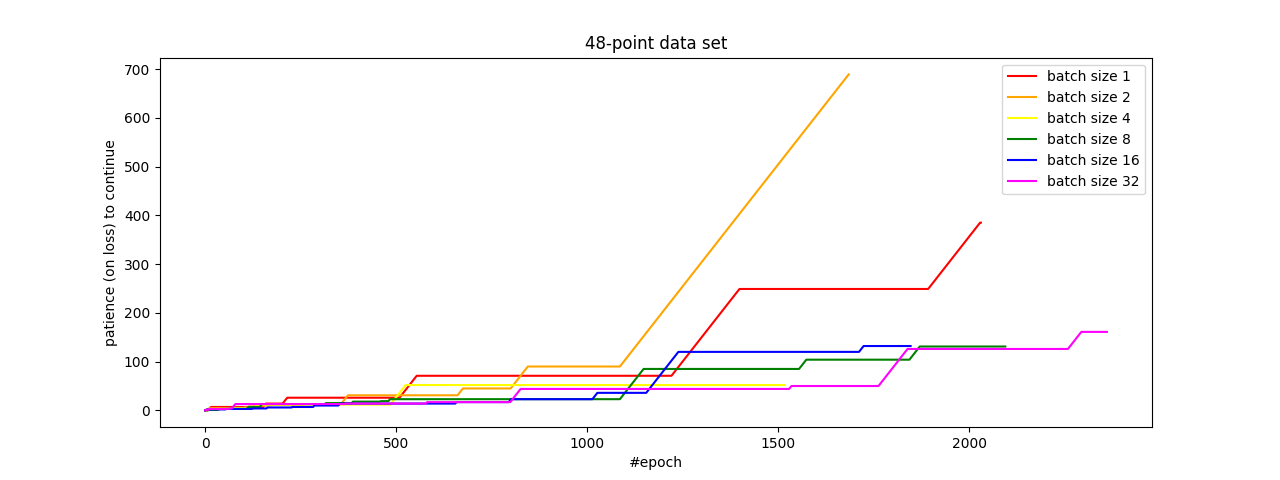 48-point data set
patience (on loss) to continue
700
600
500
400
300
200
100
0
0 500 1000 1500 2000
#epoch
batch size 1
batch size 2
batch size 4
batch size 8
batch size 16
batch size 32